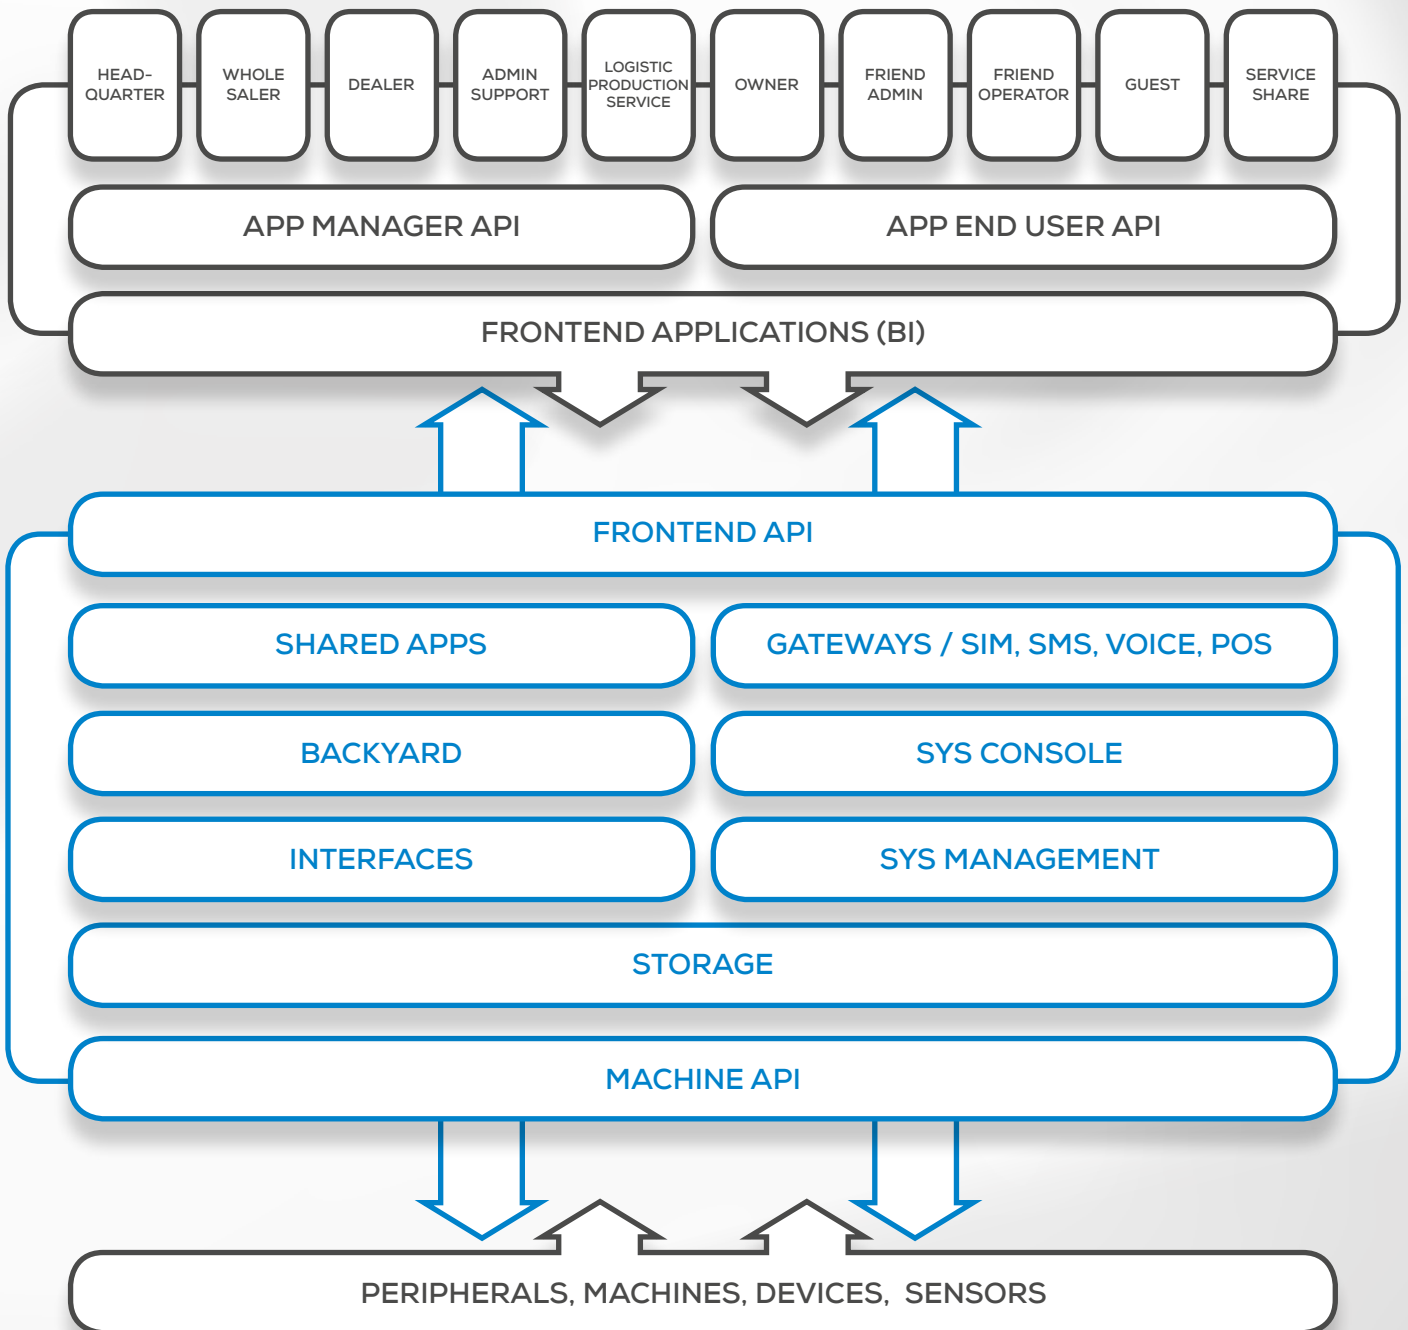 HEAD-
QUARTER
WHOLE
SALER
DEALER
ADMIN
SUPPORT
LOGISTIC
PRODUCTION
SERVICE
OWNER
FRIEND
ADMIN
FRIEND
OPERATOR
GUEST
SERVICE
SHARE
APP MANAGER API
APP END USER API
FRONTEND APPLICATIONS (BI)
FRONTEND API
SHARED APPS
GATEWAYS / SIM, SMS, VOICE, POS
BACKYARD
SYS CONSOLE
INTERFACES
SYS MANAGEMENT
STORAGE
MACHINE API
PERIPHERALS, MACHINES, DEVICES, SENSORS